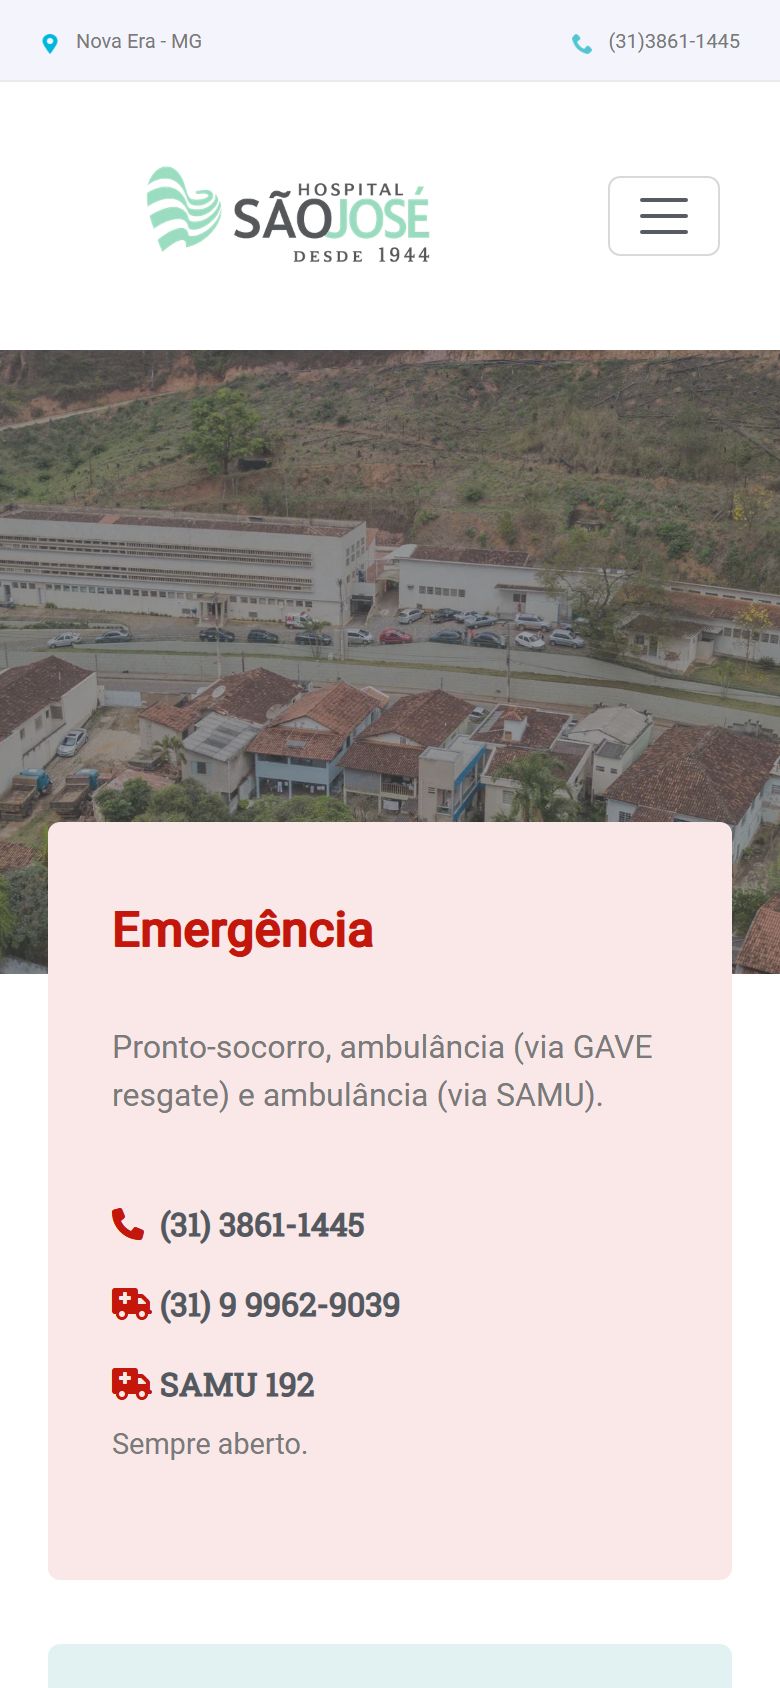 Nova Era - MG
(31)3861-1445
HOSPITAL
SÃOJOSÉ
DESDE 1944
Emergência
Pronto-socorro, ambulância (via GAVE
resgate) e ambulância (via SAMU).
(31) 3861-1445
(31) 9 9962-9039
SAMU 192
Sempre aberto.